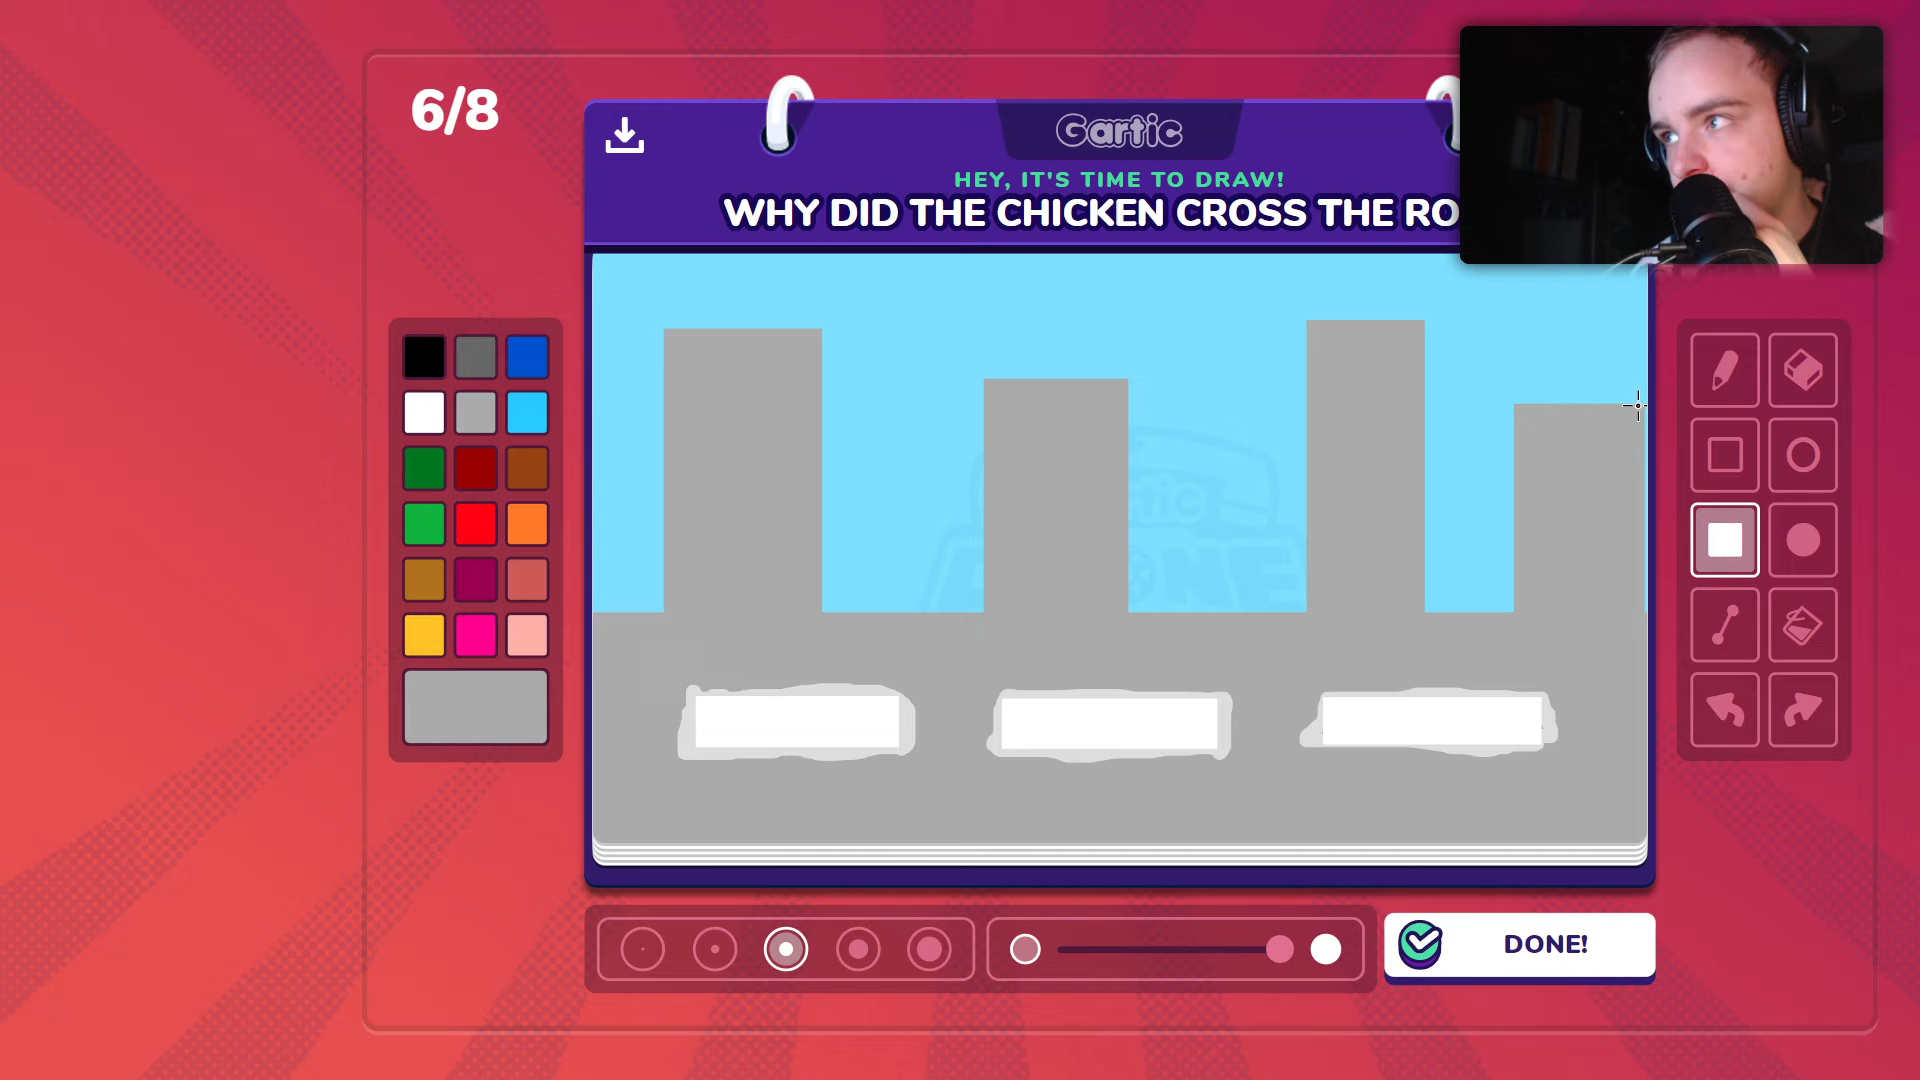 6/8
Gartic
HEY, IT'S TIME TO DRAW!
WHY DID THE CHICKEN CROSS THE RO
DONE!